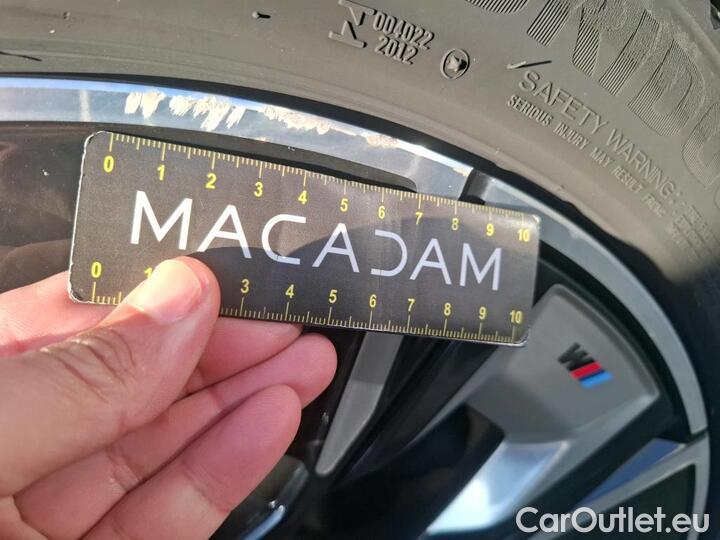 004022
2012
SAFETY WARNING:
SERIOUS INJURY MAY RESULT FROM:
0 1 2 3 4 5 6 7 8 9 10
MACADAM
0 1 3 4 5 6 7 8 9 10
M
CarOutlet.eu